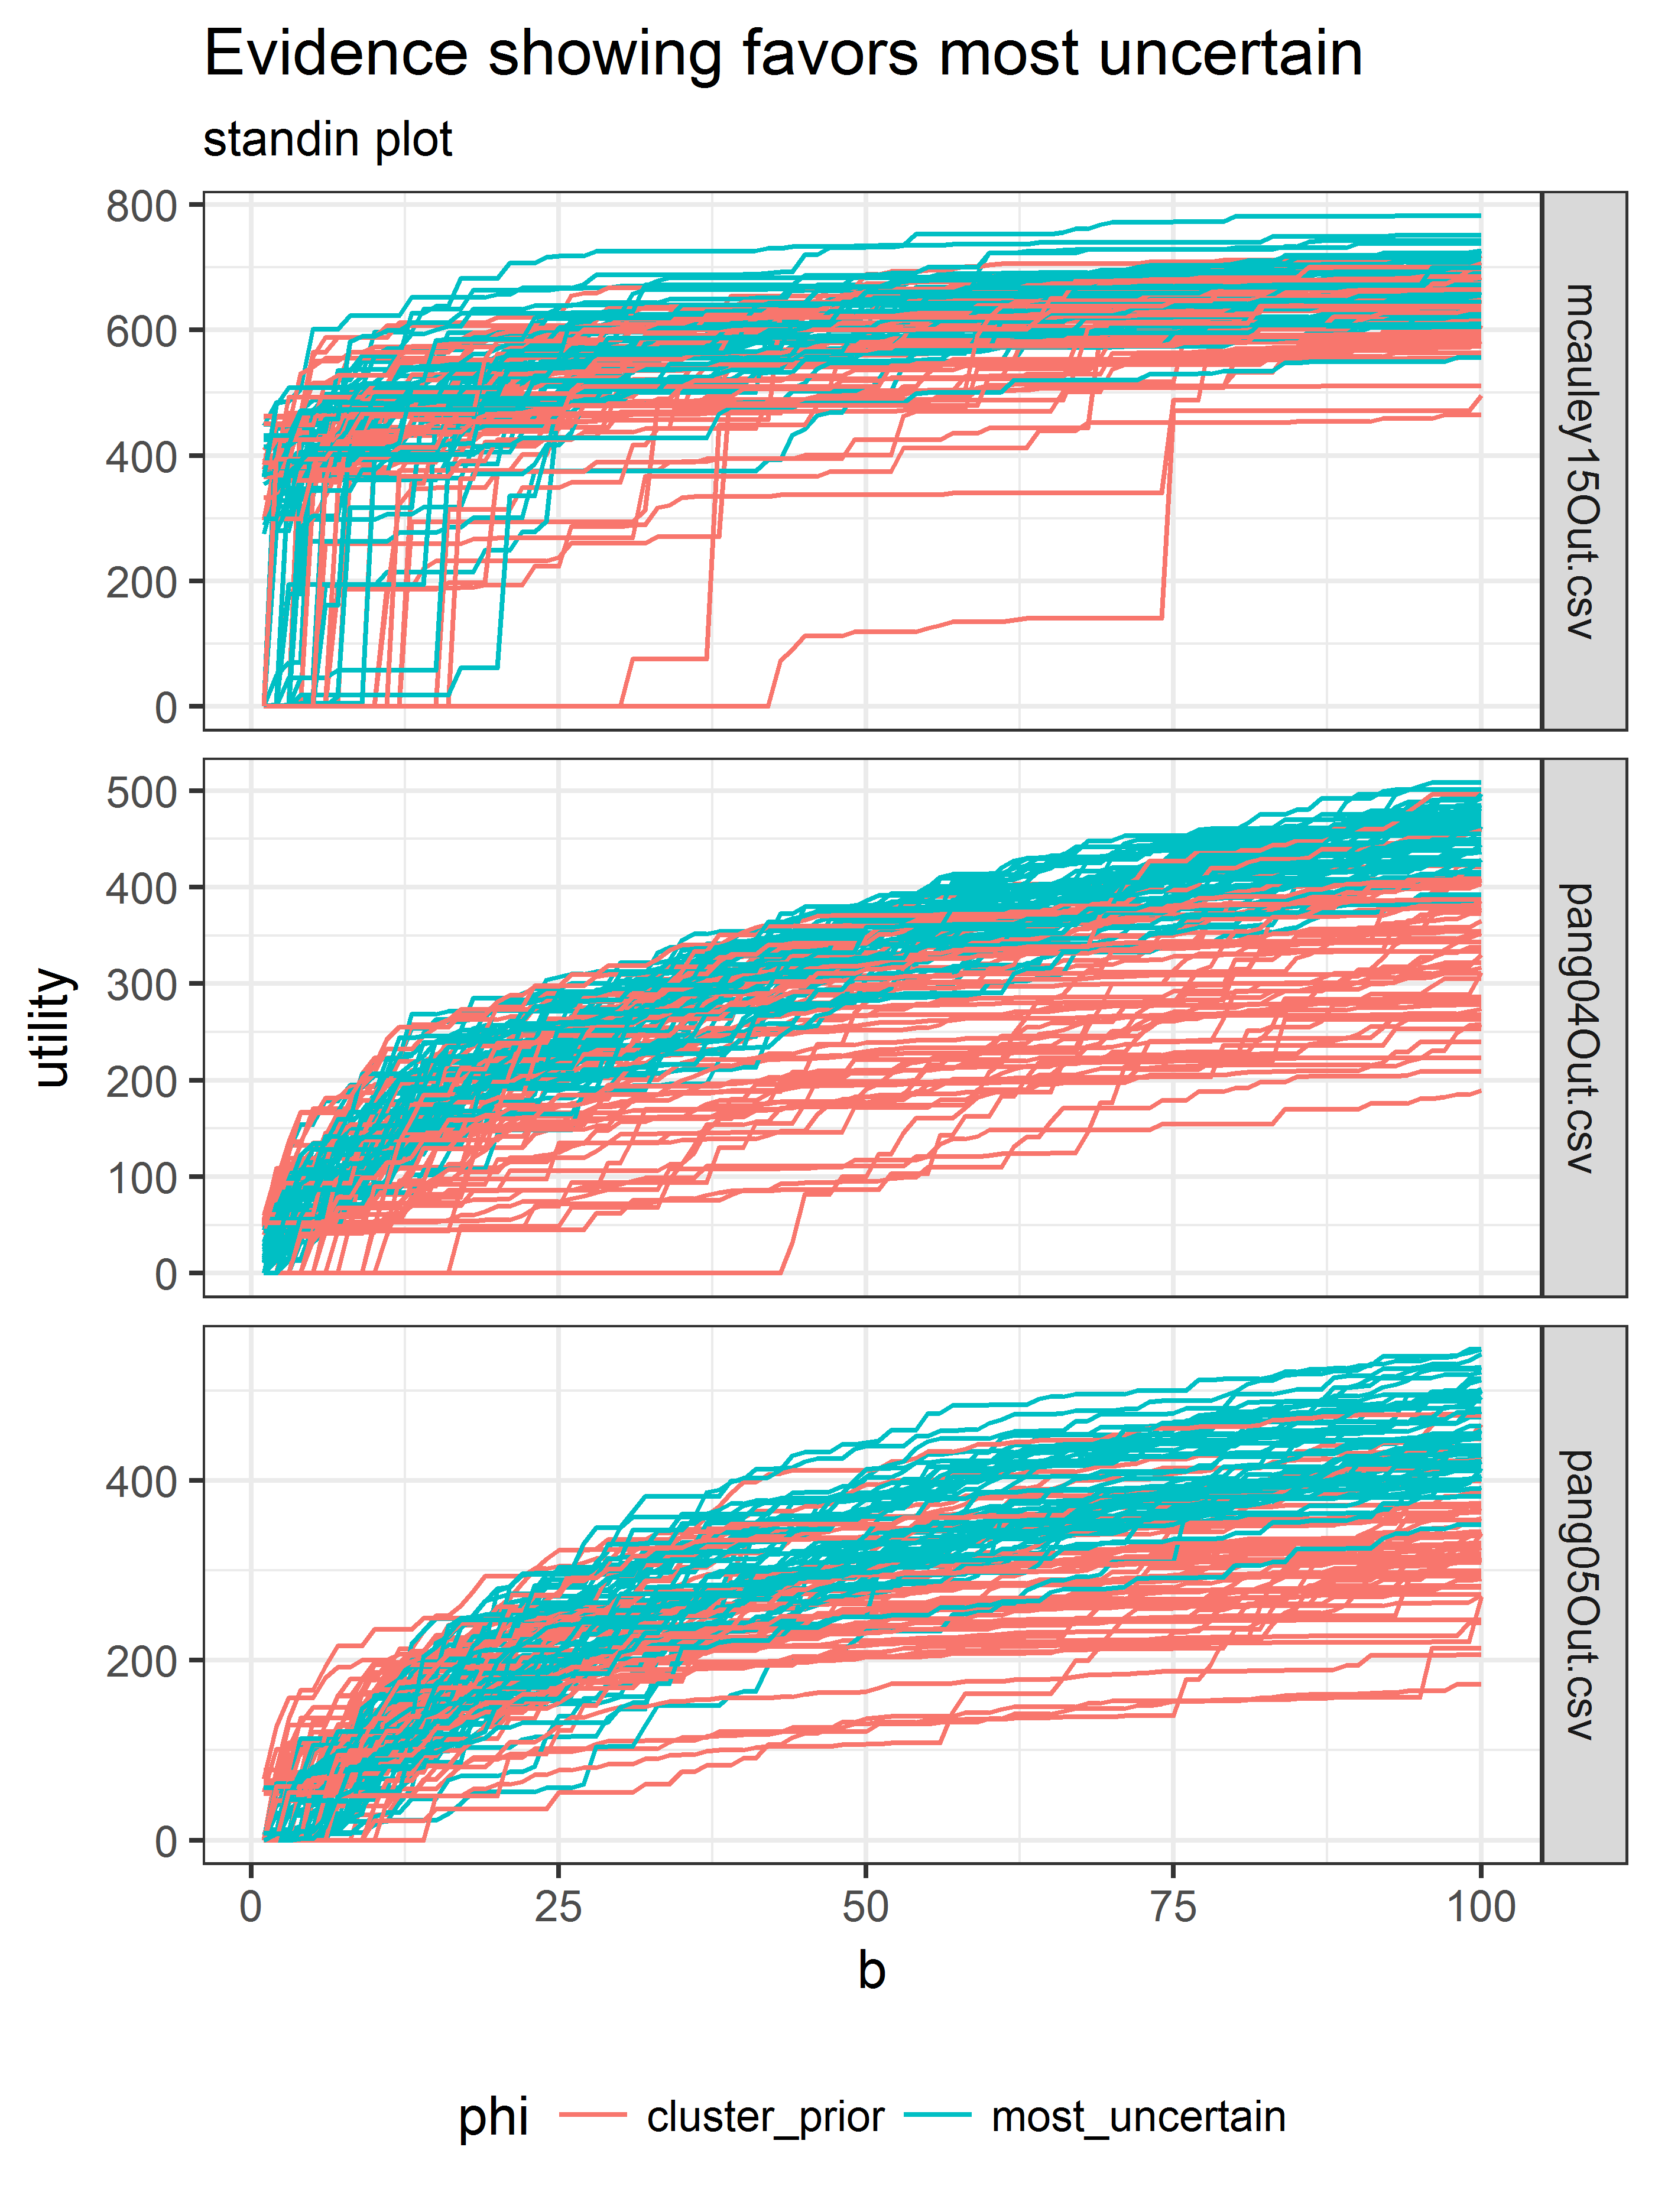 Evidence showing favors most uncertain
standin plot
800
600
400
200
0
mcauley15Out.csv
500
400
300
200
100
0
pang04Out.csv
400
200
0
pang05Out.csv
utility
0 25 50 75 100
b
phi cluster_prior most_uncertain